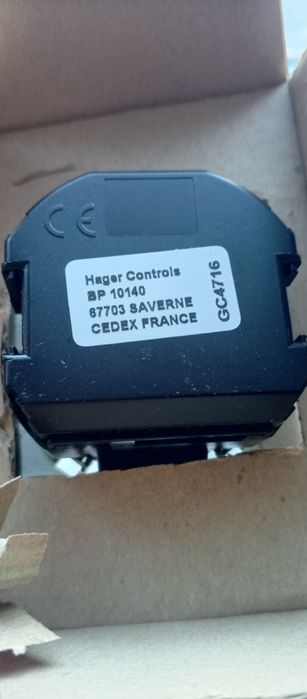 CE
Hager Controls
BP 10140
67703 SAVERNE
CEDEX FRANCE
GC4716